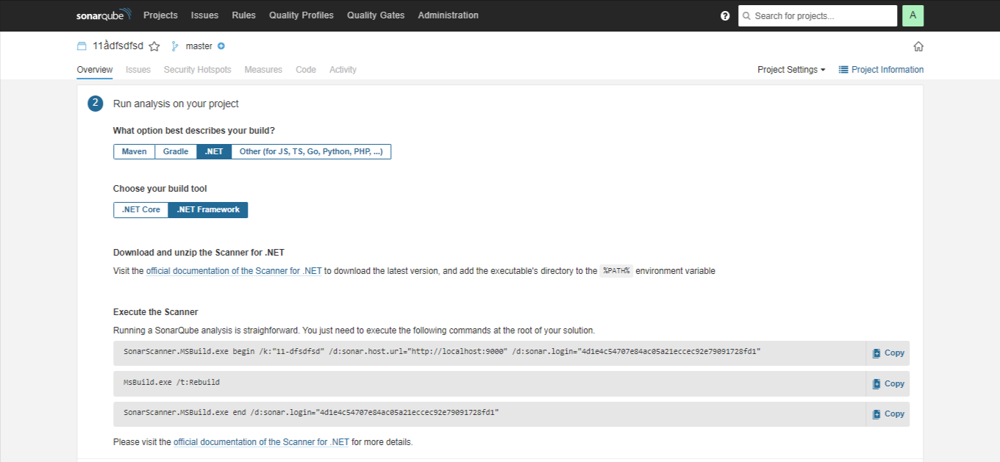 sonarqube Projects Issues Rules Quality Profiles Quality Gates Administration ? Search for projects... A
11ầdfsdfsd master
Overview Issues Security Hotspots Measures Code Activity Project Settings Project Information
2 Run analysis on your project
What option best describes your build?
Maven Gradle .NET Other (for JS, TS, Go, Python, PHP, ...)
Choose your build tool
.NET Core .NET Framework
Download and unzip the Scanner for .NET
Visit the official documentation of the Scanner for .NET to download the latest version, and add the executable's directory to the %PATH% environment variable
Execute the Scanner
Running a SonarQube analysis is straighforward. You just need to execute the following commands at the root of your solution.
SonarScanner.MSBuild.exe begin /k:"11-dfsdfsd" /d:sonar.host.url="http://localhost:9000" /d:sonar.login="4d1e4c54707e84ac05a21eccec92e79091728fd1" Copy
MsBuild.exe /t:Rebuild Copy
SonarScanner.MSBuild.exe end /d:sonar.login="4d1e4c54707e84ac05a21eccec92e79091728fd1" Copy
Please visit the official documentation of the Scanner for .NET for more details.